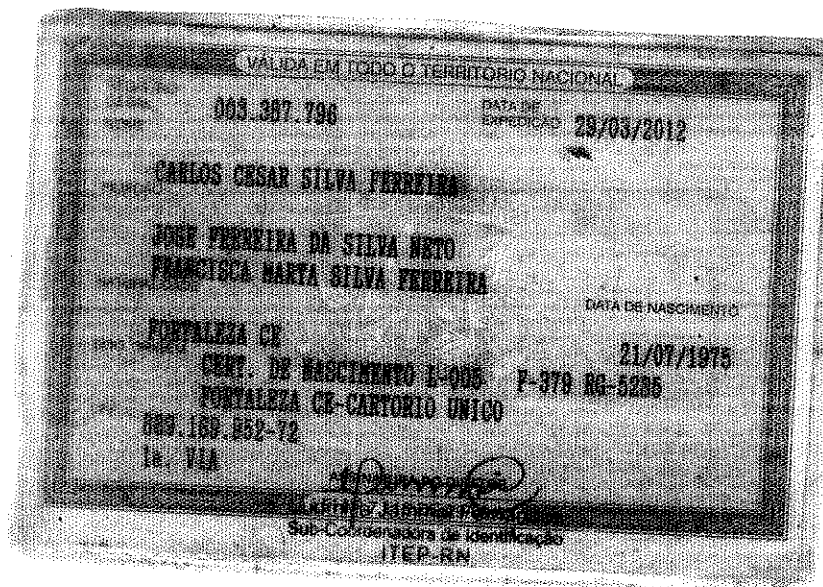 VÁLIDA EM TODO O TERRITÓRIO NACIONAL
003.387.796 DATA DE EXPEDIÇÃO 29/03/2012
CARLOS CESAR SILVA FERREIRA
JOSE FERREIRA DA SILVA NETO
FRANCISCA MARTA SILVA FERREIRA
DATA DE NASCIMENTO
FORTALEZA CE 21/07/1975
CERT. DE NASCIMENTO L-005 F-379 RG-5235
FORTALEZA CE-CARTORIO UNICO
1a. VIA
Sub-Coordenadora de Identificação
ITEP-RN